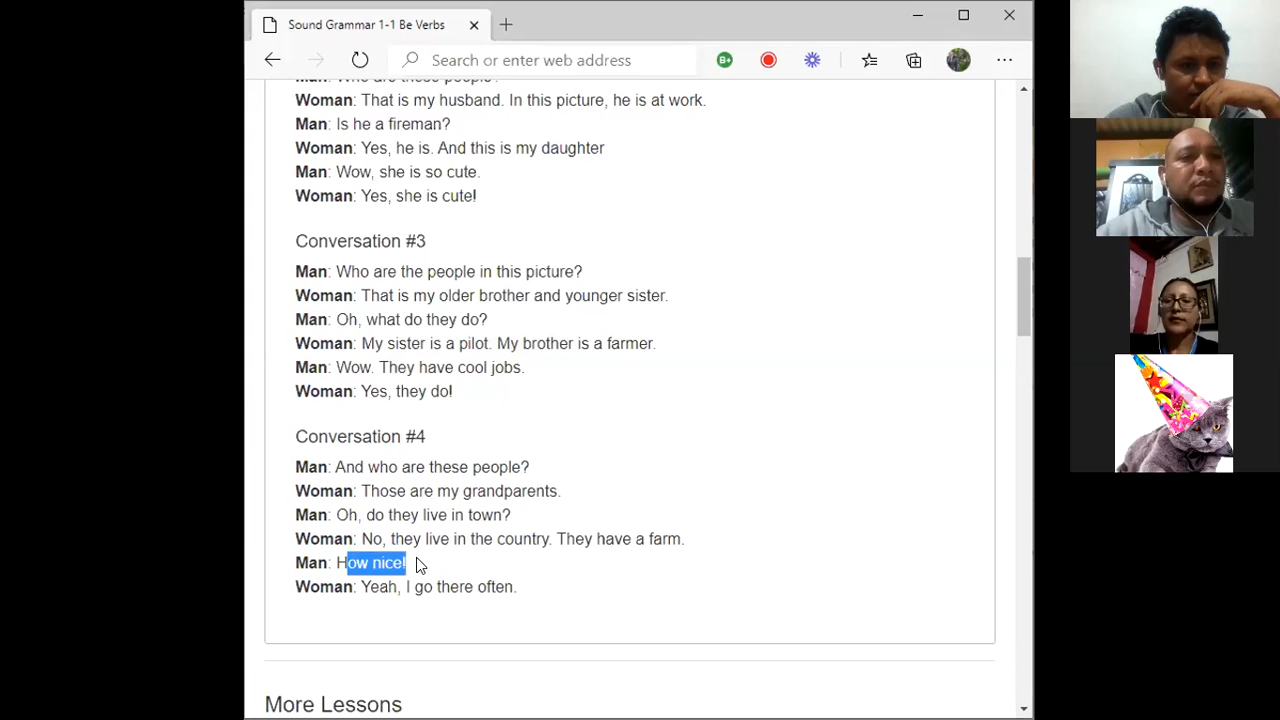 Sound Grammar 1-1 Be Verbs
Search or enter web address
B+
Man: Who are these people?
Woman: That is my husband. In this picture, he is at work.
Man: Is he a fireman?
Woman: Yes, he is. And this is my daughter
Man: Wow, she is so cute.
Woman: Yes, she is cute!
Conversation #3
Man: Who are the people in this picture?
Woman: That is my older brother and younger sister.
Man: Oh, what do they do?
Woman: My sister is a pilot. My brother is a farmer.
Man: Wow. They have cool jobs.
Woman: Yes, they do!
Conversation #4
Man: And who are these people?
Woman: Those are my grandparents.
Man: Oh, do they live in town?
Woman: No, they live in the country. They have a farm.
Man: How nice!
Woman: Yeah, I go there often.
More Lessons